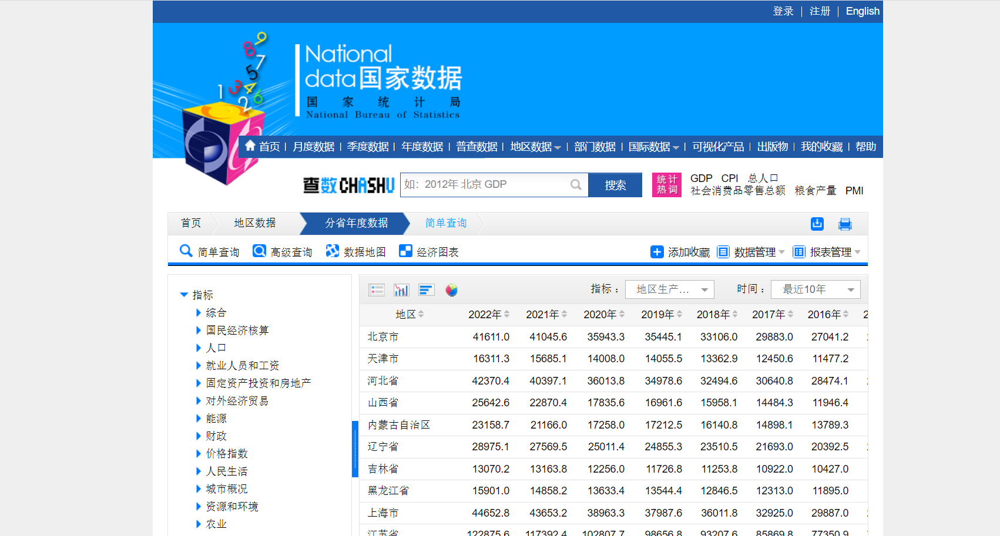 登录 | 注册 | English
9
8
7
5
1 3 4
2 6
National
data国家数据
国家统计局
National Bureau of Statistics
首页 | 月度数据 | 季度数据 | 年度数据 | 普查数据 | 地区数据 | 部门数据 | 国际数据 | 可视化产品 | 出版物 | 我的收藏 | 帮助
查数CHASHU 如：2012年 北京 GDP 搜索
统计
热词
GDP CPI 总人口
社会消费品零售总额 粮食产量 PMI
首页 地区数据 分省年度数据 简单查询
简单查询 高级查询 数据地图 经济图表 添加收藏 数据管理 报表管理
指标
综合
国民经济核算
人口
就业人员和工资
固定资产投资和房地产
对外经济贸易
能源
财政
价格指数
人民生活
城市概况
资源和环境
农业
指标： 地区生产... 时间： 最近10年
地区 2022年 2021年 2020年 2019年 2018年 2017年 2016年 2
北京市 41611.0 41045.6 35943.3 35445.1 33106.0 29883.0 27041.2
天津市 16311.3 15685.1 14008.0 14055.5 13362.9 12450.6 11477.2
河北省 42370.4 40397.1 36013.8 34978.6 32494.6 30640.8 28474.1
山西省 25642.6 22870.4 17835.6 16961.6 15958.1 14484.3 11946.4
内蒙古自治区 23158.7 21166.0 17258.0 17212.5 16140.8 14898.1 13789.3
辽宁省 28975.1 27569.5 25011.4 24855.3 23510.5 21693.0 20392.5
吉林省 13070.2 13163.8 12256.0 11726.8 11253.8 10922.0 10427.0
黑龙江省 15901.0 14858.2 13633.4 13544.4 12846.5 12313.0 11895.0
上海市 44652.8 43653.2 38963.3 37987.6 36011.8 32925.0 29887.0
江苏省 122875.6 117392.4 102807.7 98656.8 93207.6 85869.8 77350.9